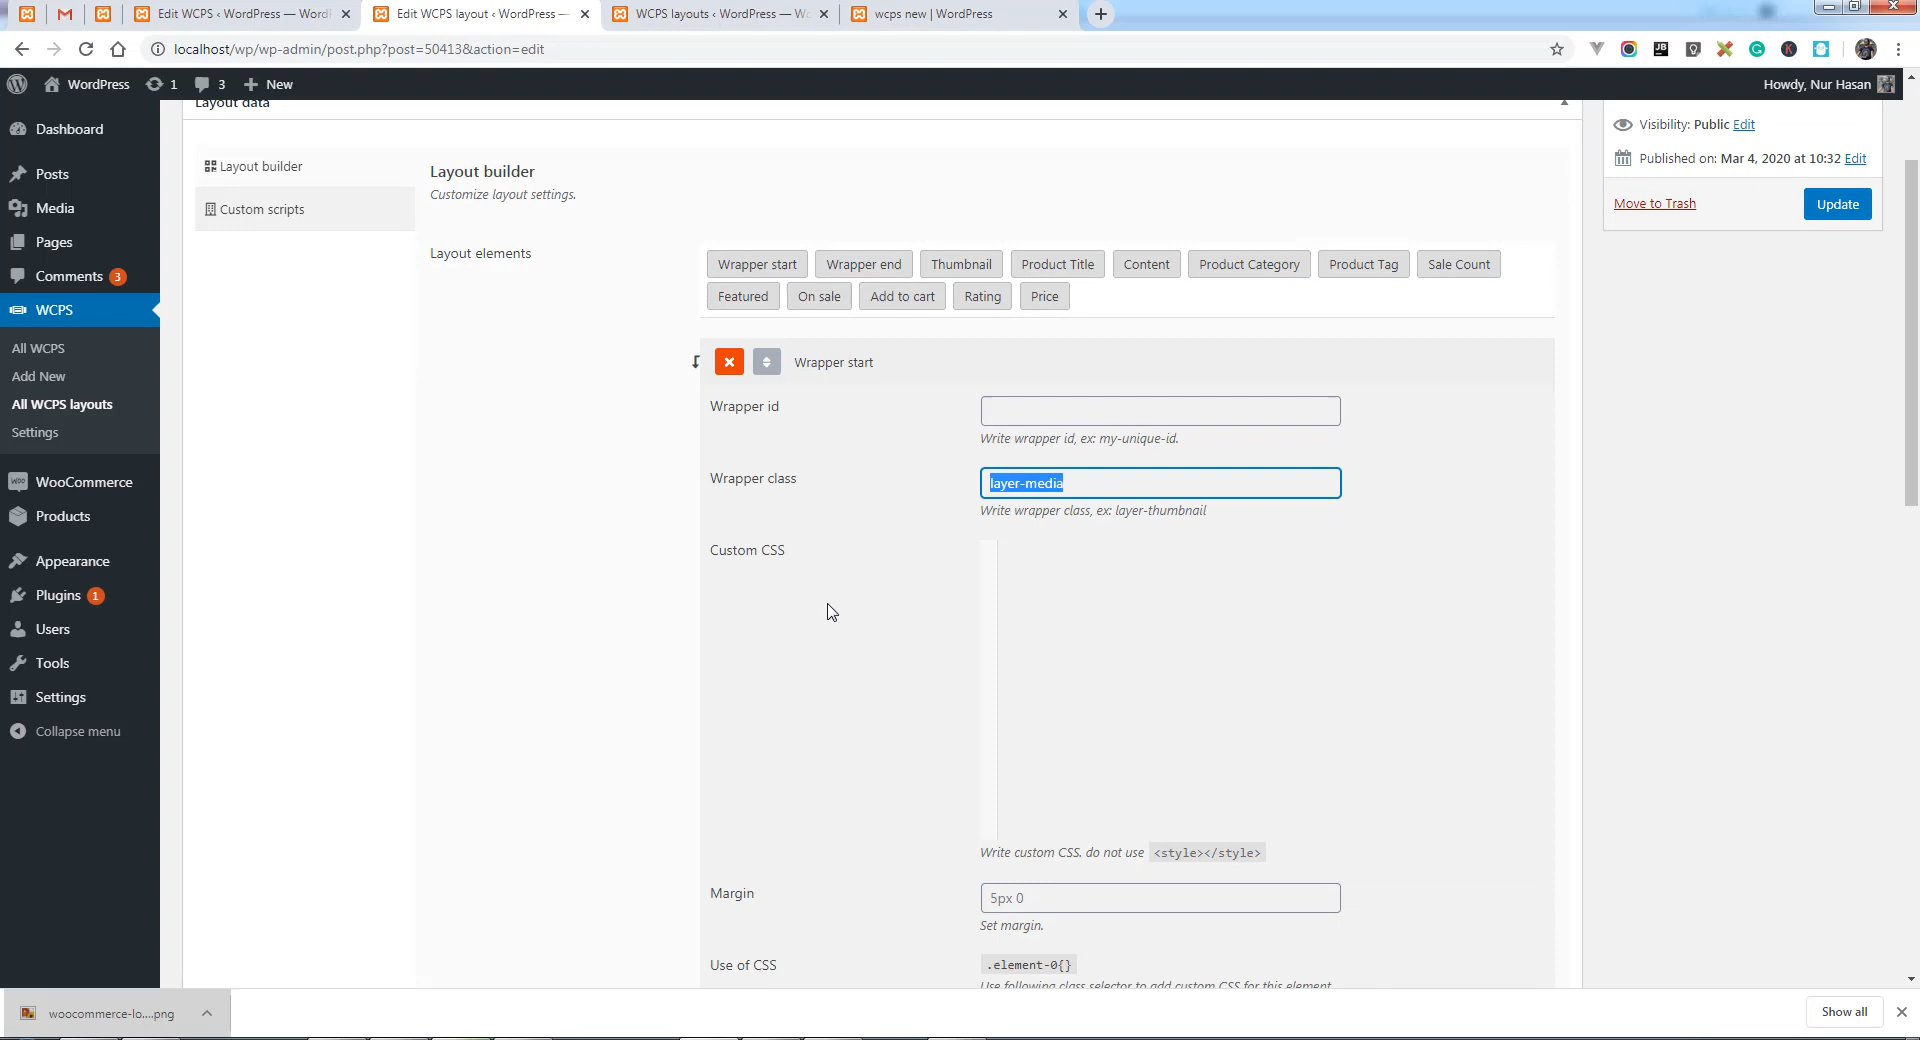 Edit WCPS ‹ WordPress — Word
Edit WCPS layout ‹ WordPress —
WCPS layouts ‹ WordPress — Wo
wcps new | WordPress
localhost/wp/wp-admin/post.php?post=50413&action=edit
WordPress
1
3
New
Howdy, Nur Hasan
Dashboard
Posts
Media
Pages
Comments 3
WCPS
All WCPS
Add New
All WCPS layouts
Settings
WooCommerce
Products
Appearance
Plugins 1
Users
Tools
Settings
Collapse menu
Layout data
Layout builder
Custom scripts
Layout builder
Customize layout settings.
Layout elements
Wrapper start
Wrapper end
Thumbnail
Product Title
Content
Product Category
Product Tag
Sale Count
Featured
On sale
Add to cart
Rating
Price
Wrapper start
Wrapper id
Write wrapper id, ex: my-unique-id.
Wrapper class
layer-media
Write wrapper class, ex: layer-thumbnail
Custom CSS
Write custom CSS. do not use <style></style>
Margin
5px 0
Set margin.
Use of CSS
.element-0{}
Use following class selector to add custom CSS for this element.
Visibility: Public Edit
Published on: Mar 4, 2020 at 10:32 Edit
Move to Trash
Update
woocommerce-lo....png
Show all